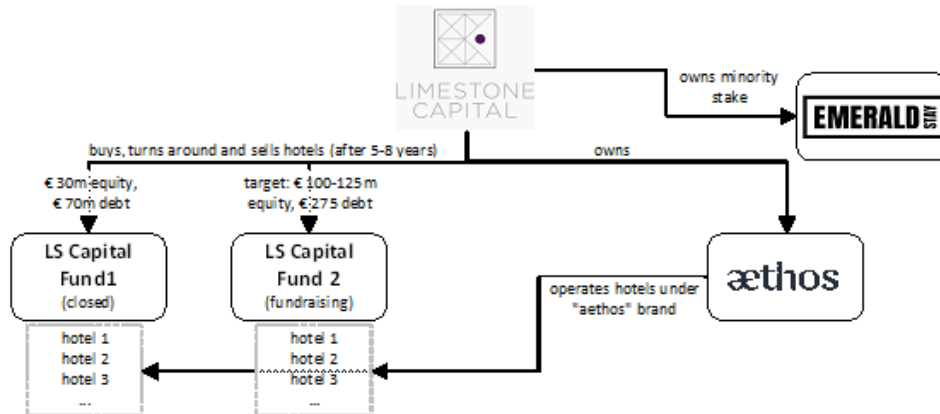 LIMESTONE
CAPITAL
owns minority
stake
EMERALD STAY
buys, turns around and sells hotels (after 5-8 years)
owns
€ 30m equity,
€ 70m debt
target: € 100-125m
equity, € 275 debt
LS Capital
Fund1
(closed)
LS Capital
Fund 2
(fundraising)
operates hotels under
"aethos" brand
æthos
hotel 1
hotel 2
hotel 3
...
hotel 1
hotel 2
hotel 3
...